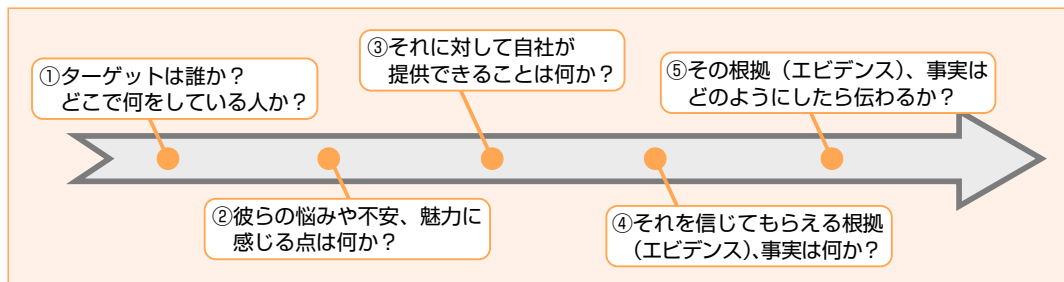 ①ターゲットは誰か？
どこで何をしている人か？
②彼らの悩みや不安、魅力に
感じる点は何か？
③それに対して自社が
提供できることは何か？
④それを信じてもらえる根拠
（エビデンス）、事実は何か？
⑤その根拠（エビデンス）、事実は
どのようにしたら伝わるか？